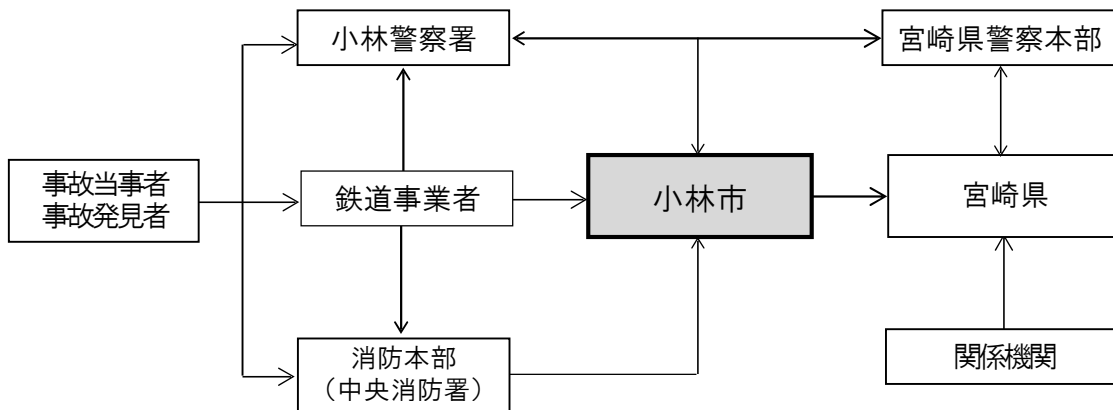 小林警察署
宮崎県警察本部
事故当事者
事故発見者
鉄道事業者
小林市
宮崎県
消防本部
（中央消防署）
関係機関